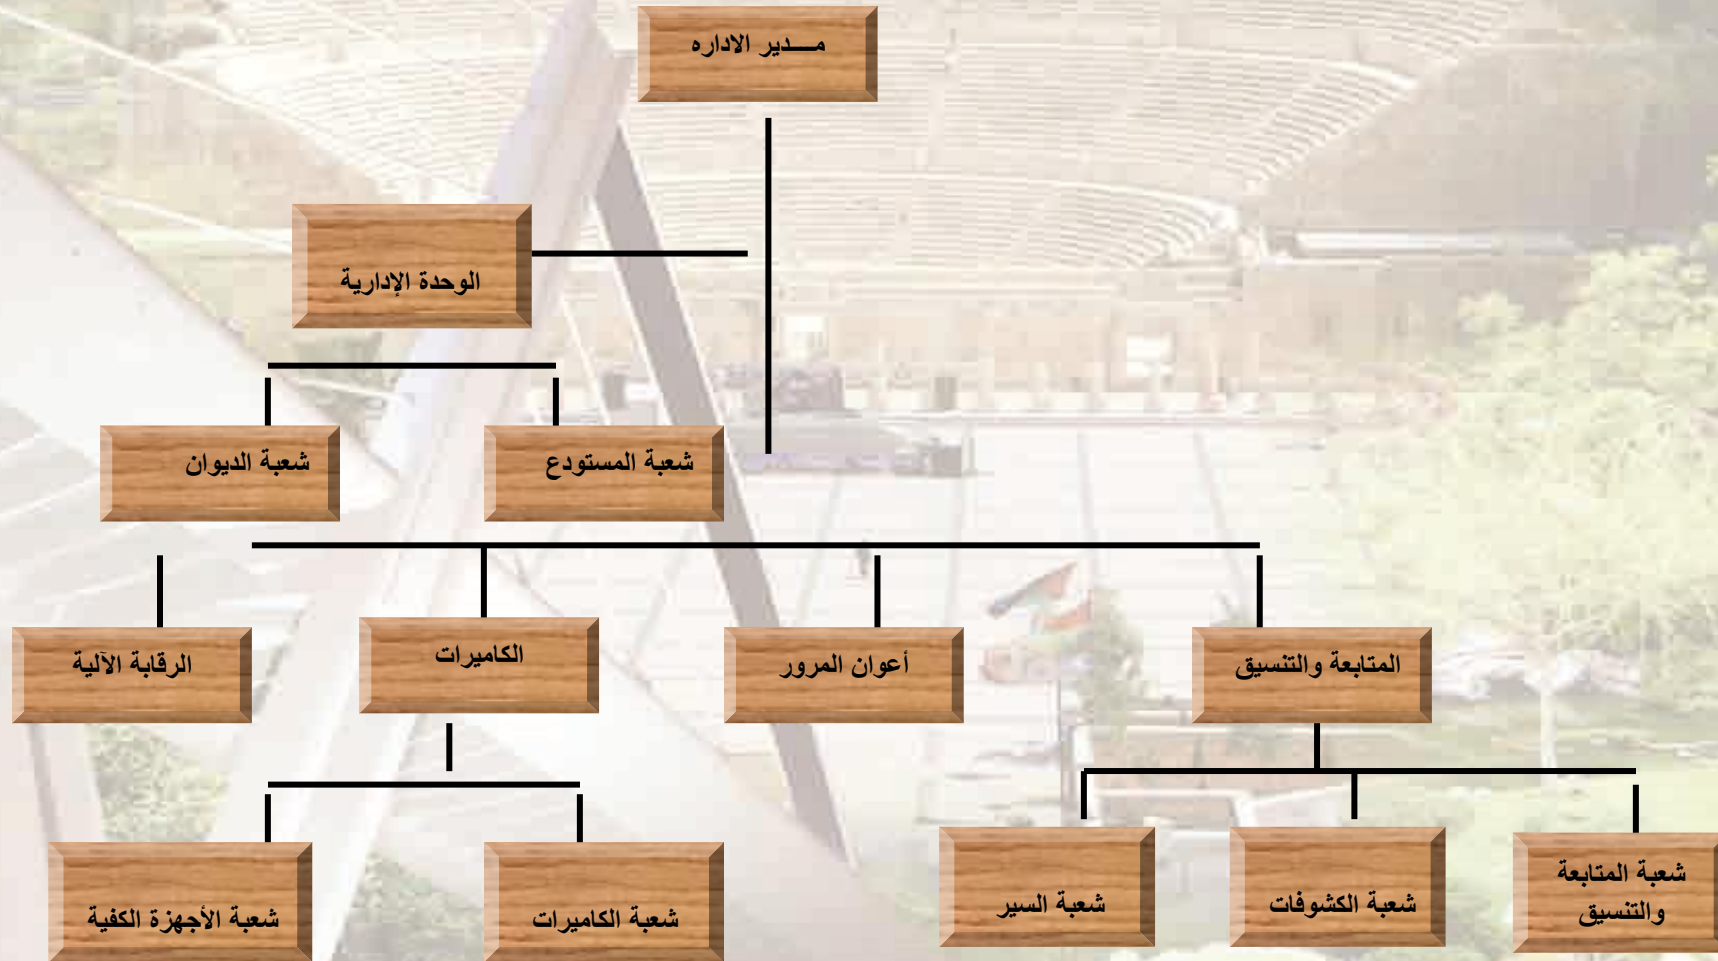 مـــدير الاداره
الوحدة الإدارية
شعبة المستودع
شعبة الديوان
المتابعة والتنسيق
أعوان المرور
الكاميرات
الرقابة الآلية
شعبة المتابعة
والتنسيق
شعبة الكشوفات
شعبة السير
شعبة الكاميرات
شعبة الأجهزة الكفية